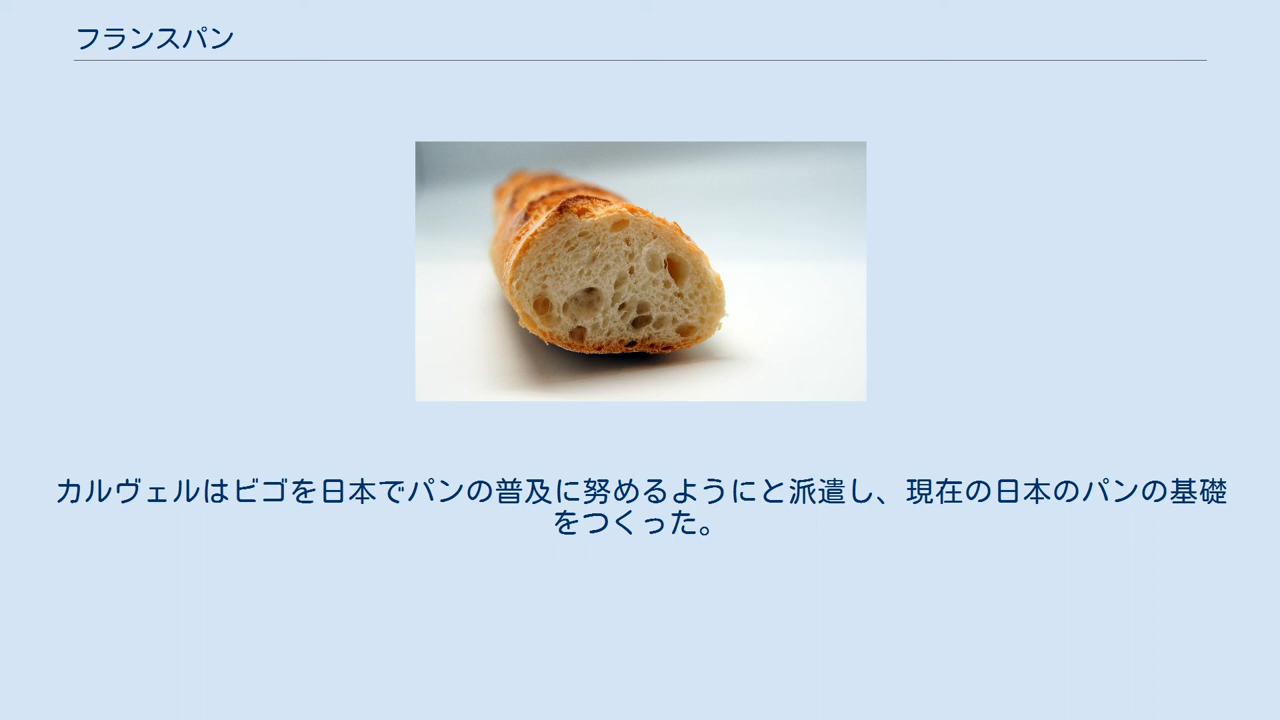 フランスパン
カルヴェルはビゴを日本でパンの普及に努めるようにと派遣し、現在の日本のパンの基礎
をつくった。